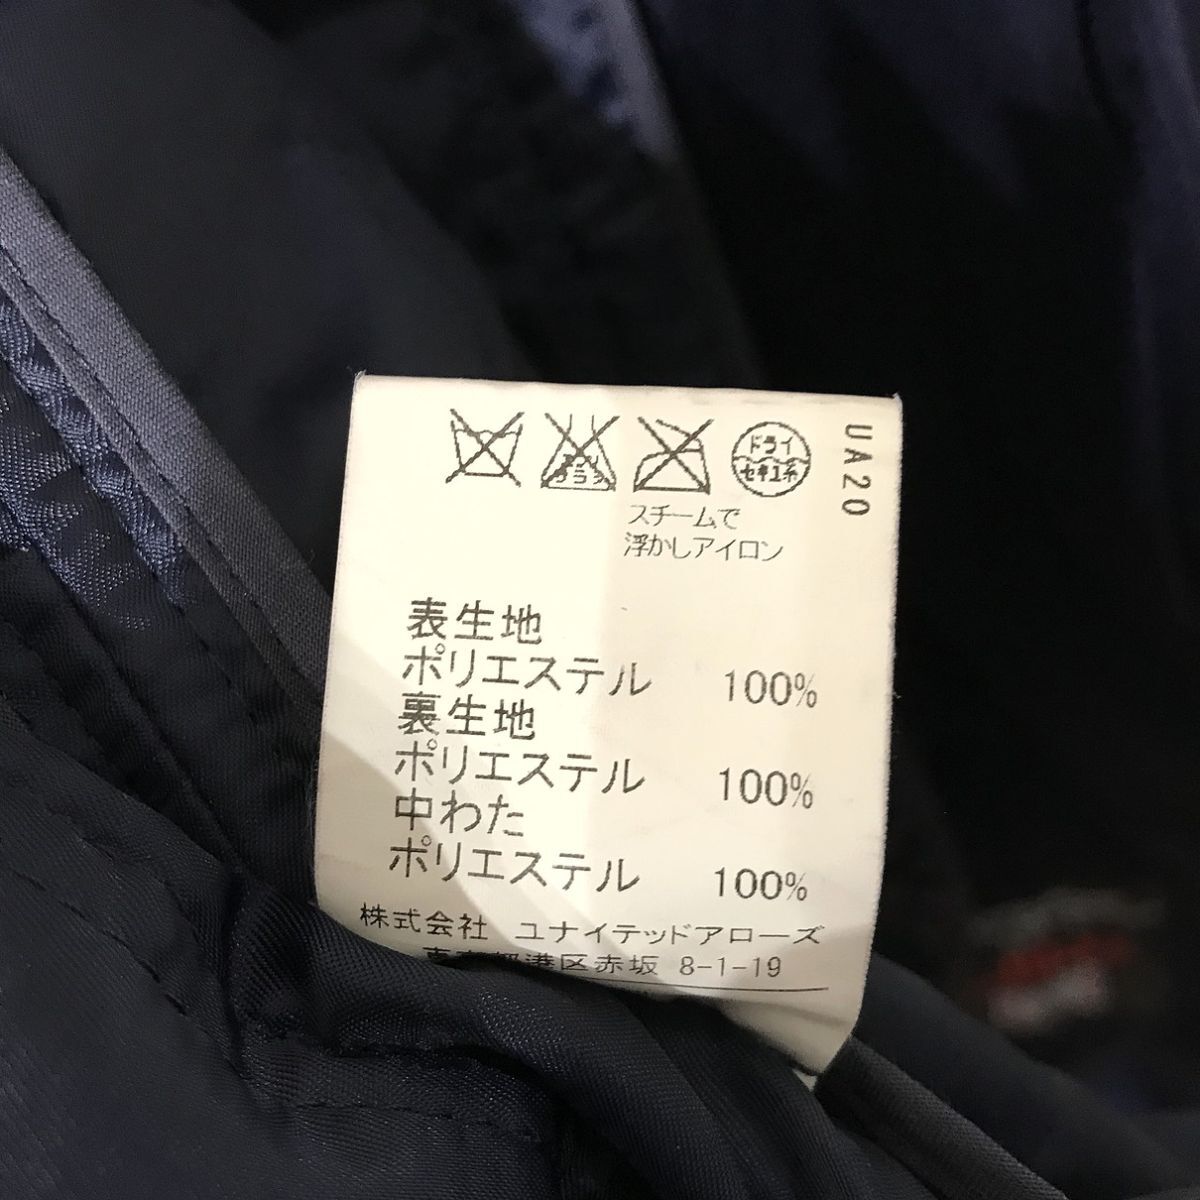 ドライ
セキユ系
UA20
スチームで
浮かしアイロン
表生地
ポリエステル 100%
裏生地
ポリエステル 100%
中わた
ポリエステル 100%
株式会社 ユナイテッドアローズ
東京都港区赤坂 8-1-19